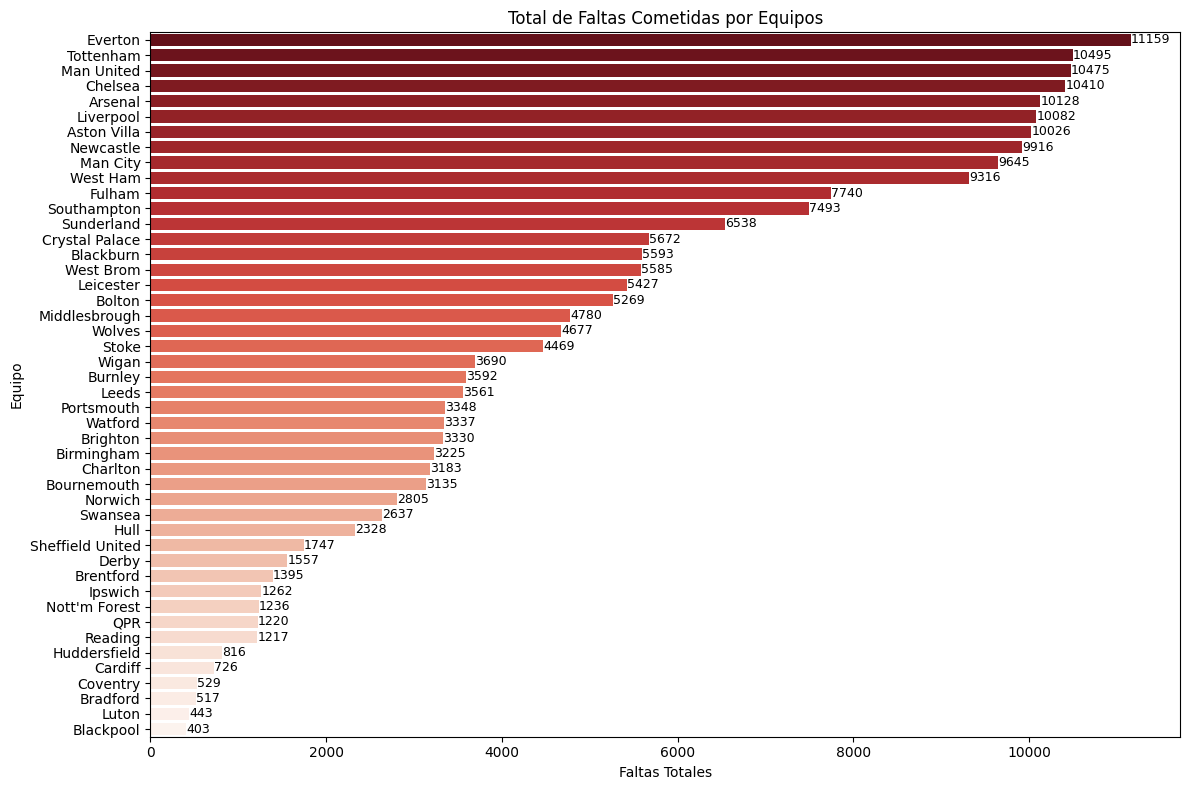 Total de Faltas Cometidas por Equipos
Everton 11159
Tottenham 10495
Man United 10475
Chelsea 10410
Arsenal 10128
Liverpool 10082
Aston Villa 10026
Newcastle 9916
Man City 9645
West Ham 9316
Fulham 7740
Southampton 7493
Sunderland 6538
Crystal Palace 5672
Blackburn 5593
West Brom 5585
Leicester 5427
Bolton 5269
Middlesbrough 4780
Wolves 4677
Stoke 4469
Wigan 3690
Burnley 3592
Leeds 3561
Portsmouth 3348
Watford 3337
Brighton 3330
Birmingham 3225
Charlton 3183
Bournemouth 3135
Norwich 2805
Swansea 2637
Hull 2328
Sheffield United 1747
Derby 1557
Brentford 1395
Ipswich 1262
Nott'm Forest 1236
QPR 1220
Reading 1217
Huddersfield 816
Cardiff 726
Coventry 529
Bradford 517
Luton 443
Blackpool 403
Equipo
0 2000 4000 6000 8000 10000
Faltas Totales